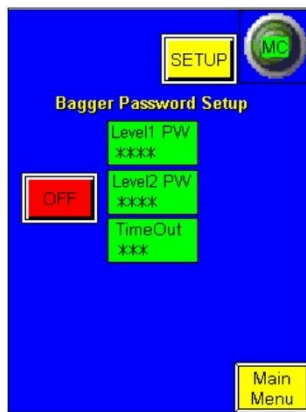 MC
SETUP
Bagger Password Setup
Level1 PW
****
OFF
Level2 PW
****
TimeOut
***
Main
Menu